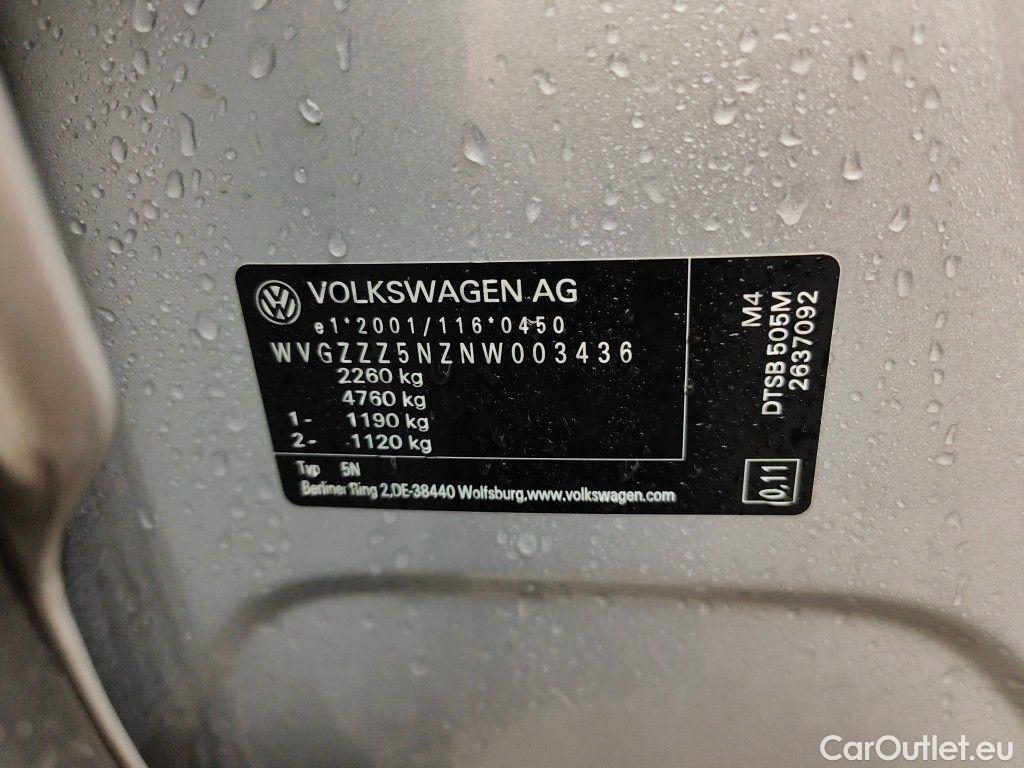 VOLKSWAGEN AG
e1*2001/116*0450
WVGZZZ5NZNW003436
2260 kg
4760 kg
1- 1190 kg
2- 1120 kg
Typ 5N
Berliner Ring 2,DE-38440 Wolfsburg,www.volkswagen.com
M4
DTSB 505M
2637092
0,11
CarOutlet.eu